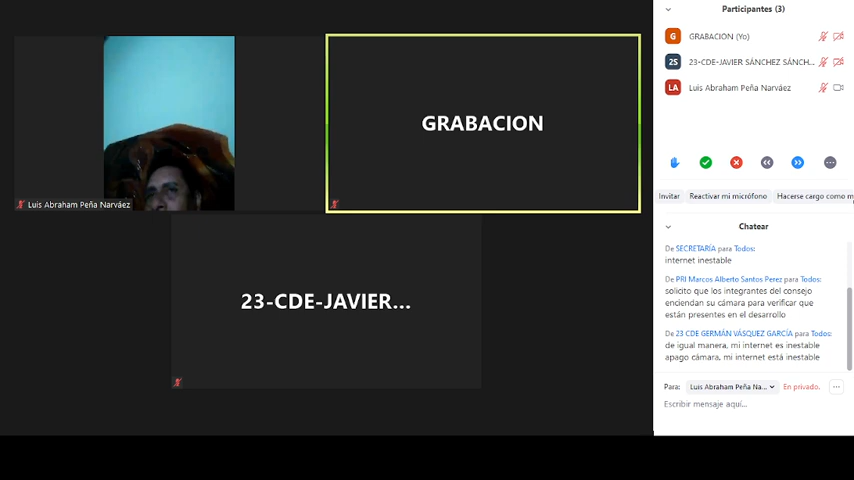 Luis Abraham Peña Narváez
GRABACION
23-CDE-JAVIER...
Participantes (3)
G
GRABACION (Yo)
2S
23-CDE-JAVIER SÁNCHEZ SÁNCH...
LA
Luis Abraham Peña Narváez
Invitar
Reactivar mi micrófono
Hacerse cargo como m
Chatear
De SECRETARÍA para Todos:
internet inestable
De PRI Marcos Alberto Santos Perez para Todos:
solicito que los integrantes del consejo
enciendan su cámara para verificar que
están presentes en el desarrollo
De 23 CDE GERMÁN VÁSQUEZ GARCÍA para Todos:
de igual manera, mi internet es inestable
apago cámara, mi internet está inestable
Para:
Luis Abraham Peña Na...
En privado.
Escribir mensaje aquí...